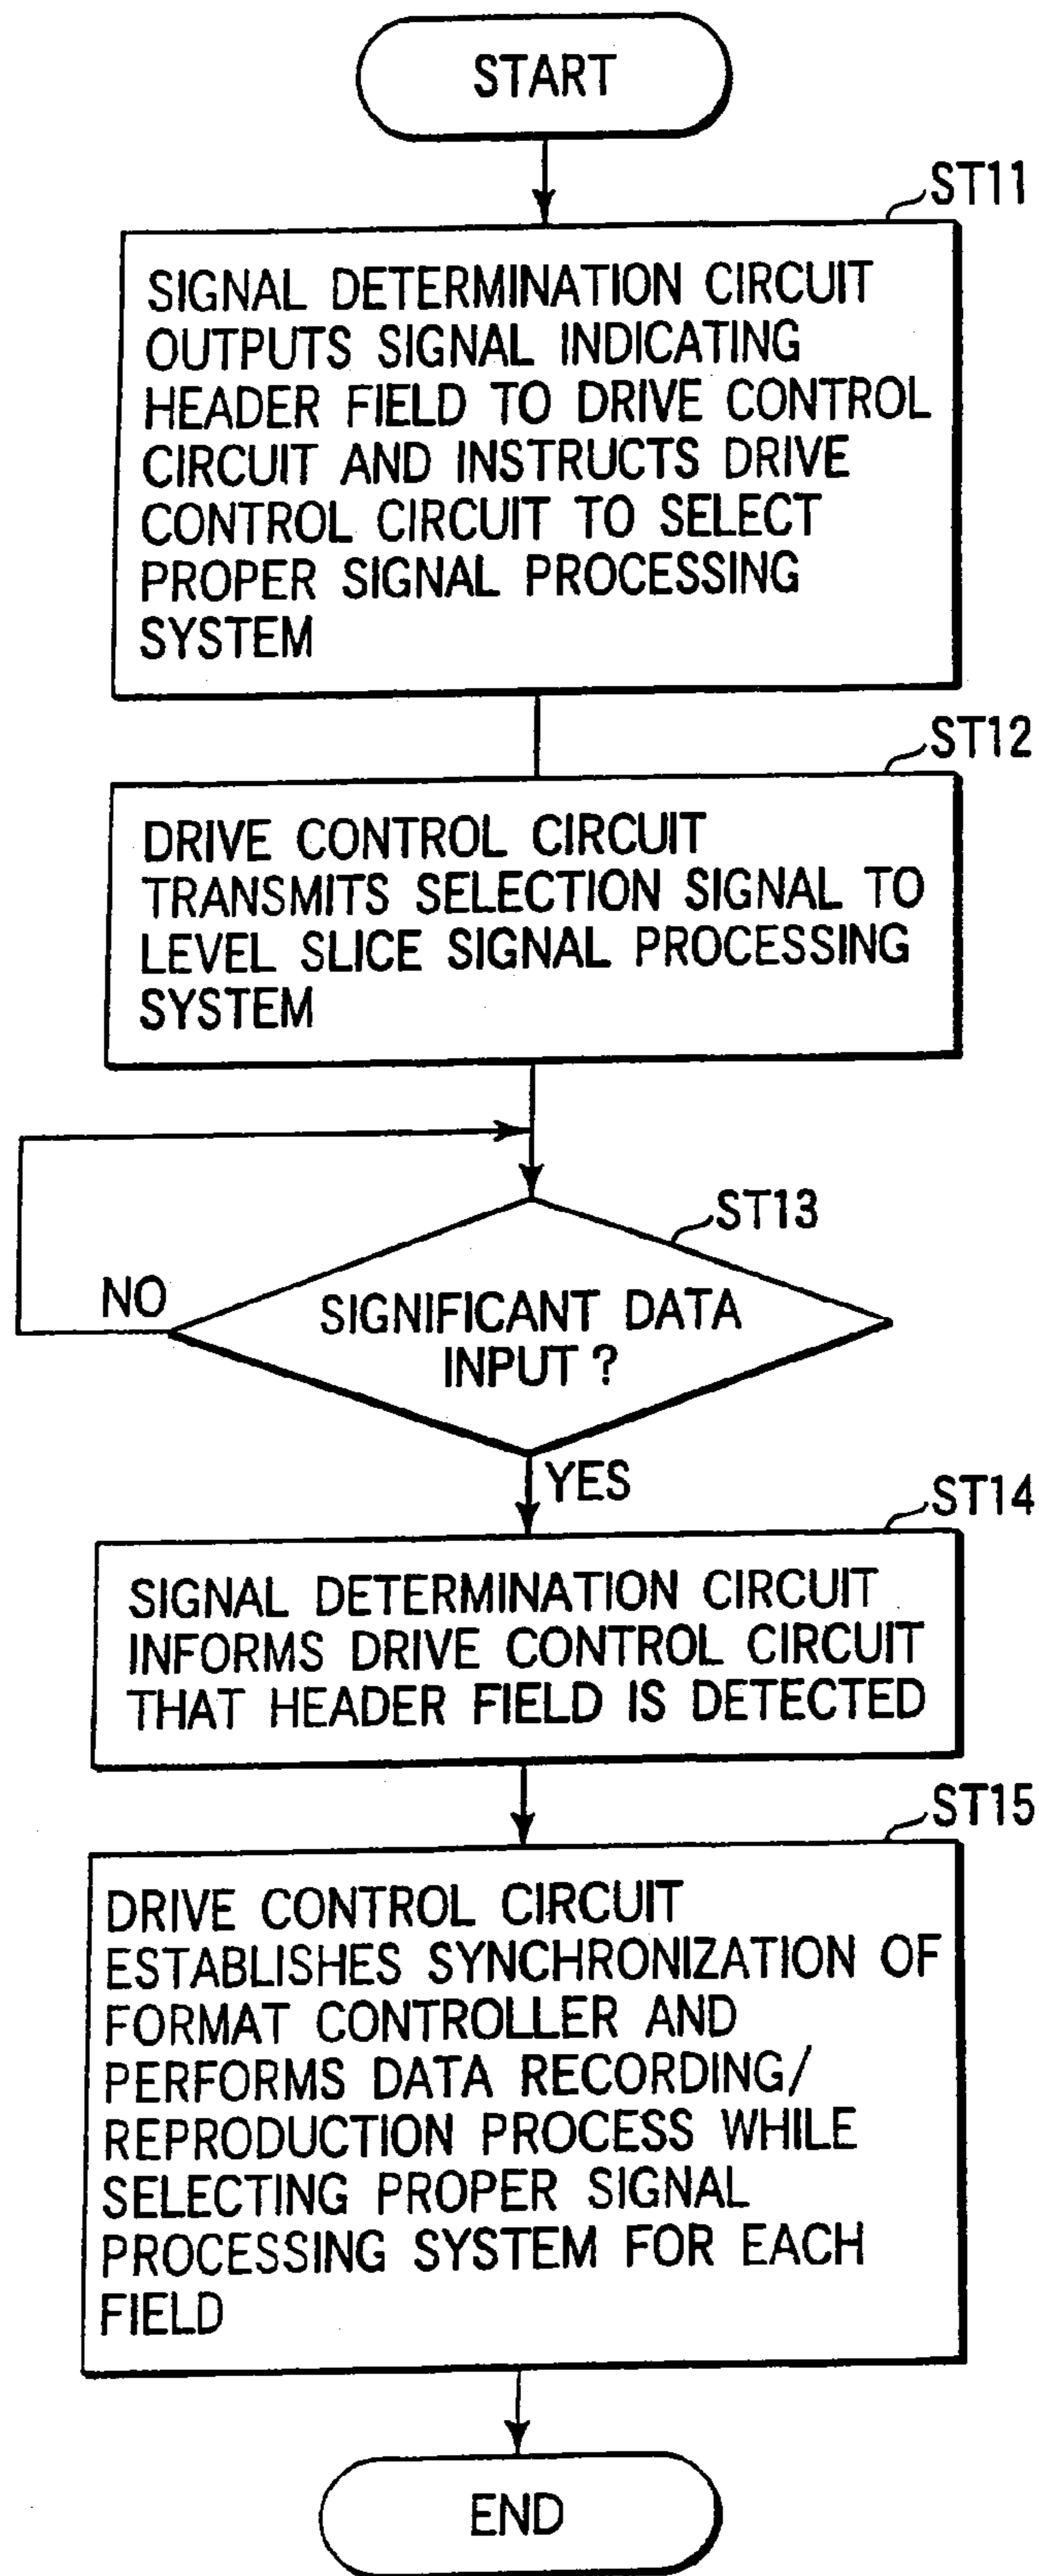 START
ST11
SIGNAL DETERMINATION CIRCUIT
OUTPUTS SIGNAL INDICATING
HEADER FIELD TO DRIVE CONTROL
CIRCUIT AND INSTRUCTS DRIVE
CONTROL CIRCUIT TO SELECT
PROPER SIGNAL PROCESSING
SYSTEM
ST12
DRIVE CONTROL CIRCUIT
TRANSMITS SELECTION SIGNAL TO
LEVEL SLICE SIGNAL PROCESSING
SYSTEM
ST13
NO
SIGNIFICANT DATA
INPUT ?
YES
ST14
SIGNAL DETERMINATION CIRCUIT
INFORMS DRIVE CONTROL CIRCUIT
THAT HEADER FIELD IS DETECTED
ST15
DRIVE CONTROL CIRCUIT
ESTABLISHES SYNCHRONIZATION OF
FORMAT CONTROLLER AND
PERFORMS DATA RECORDING/
REPRODUCTION PROCESS WHILE
SELECTING PROPER SIGNAL
PROCESSING SYSTEM FOR EACH
FIELD
END